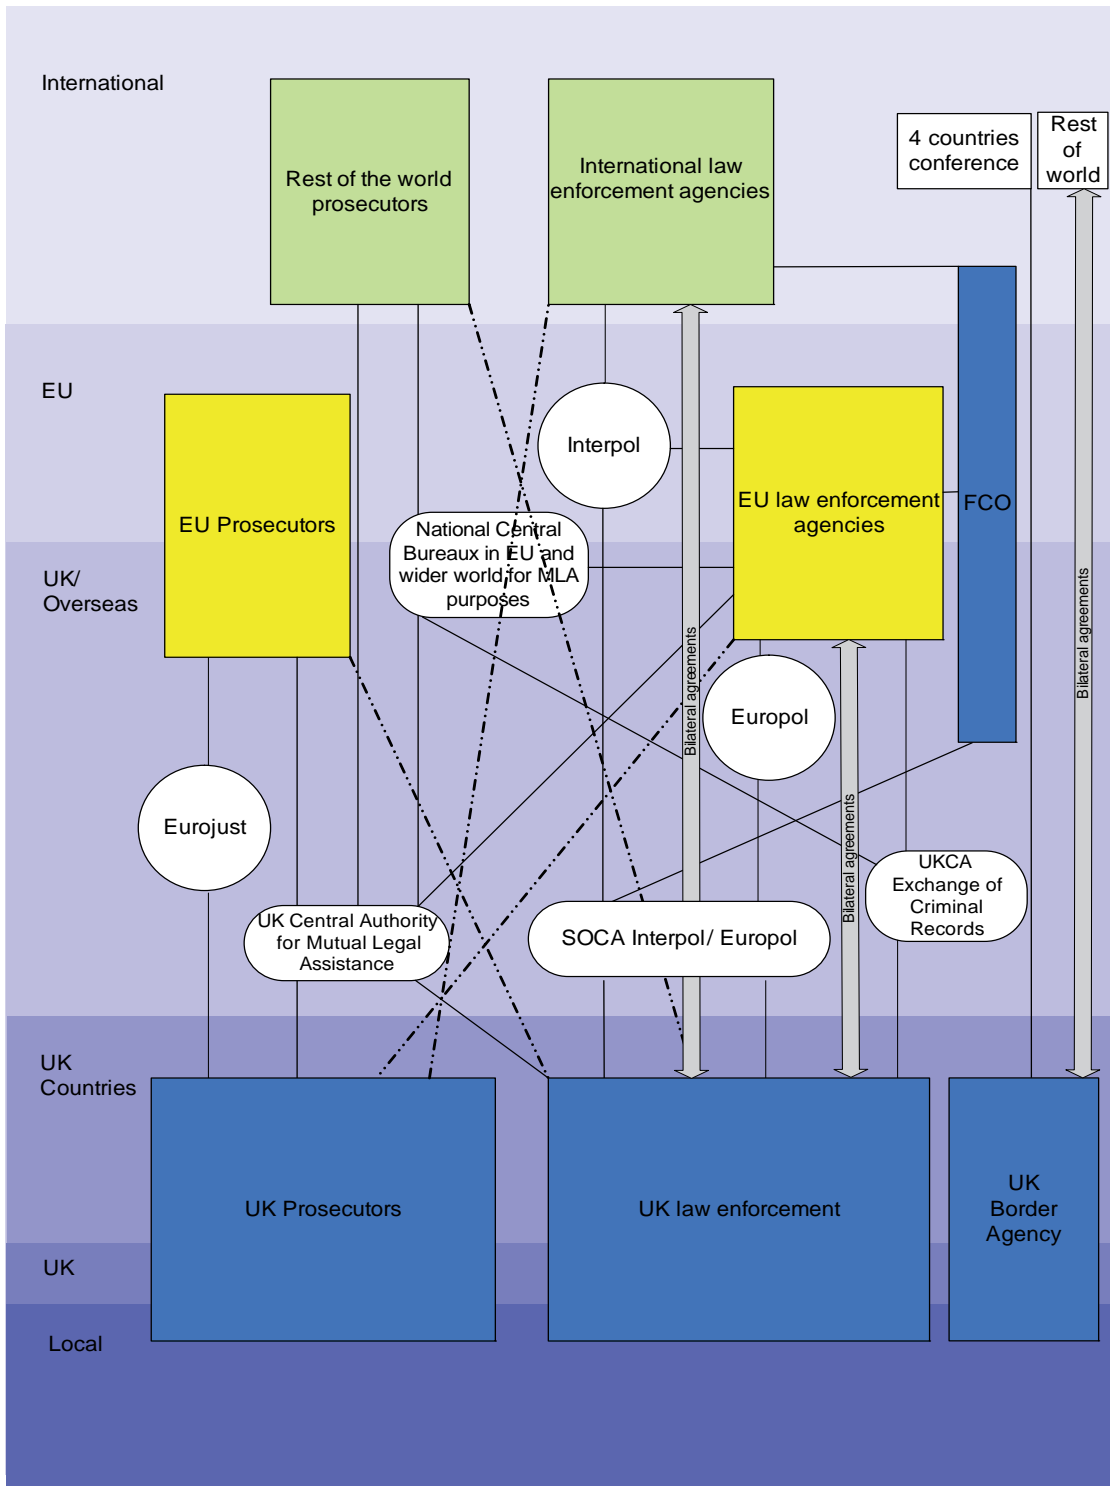 International
Rest of the world
prosecutors
International law
enforcement agencies
4 countries
conference
Rest
of
world
EU
Interpol
EU Prosecutors
EU law enforcement
agencies
FCO
National Central
Bureaux in EU and
wider world for MLA
purposes
UK/
Overseas
Bilateral agreements
Bilateral agreements
Europol
Eurojust
Bilateral agreements
UKCA
Exchange of
Criminal
Records
UK Central Authority
for Mutual Legal
Assistance
SOCA Interpol/ Europol
UK
Countries
UK Prosecutors
UK law enforcement
UK
Border
Agency
UK
Local